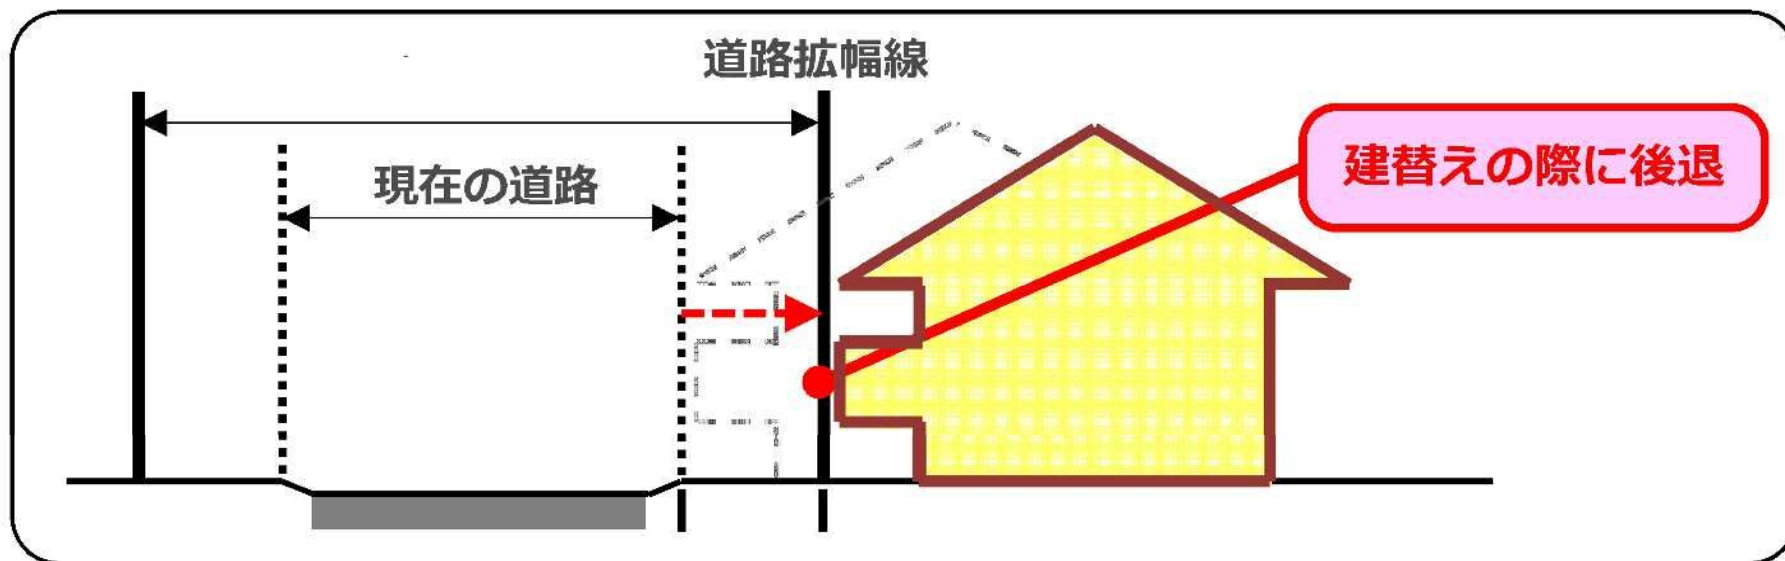 道路拡幅線
現在の道路
建替えの際に後退